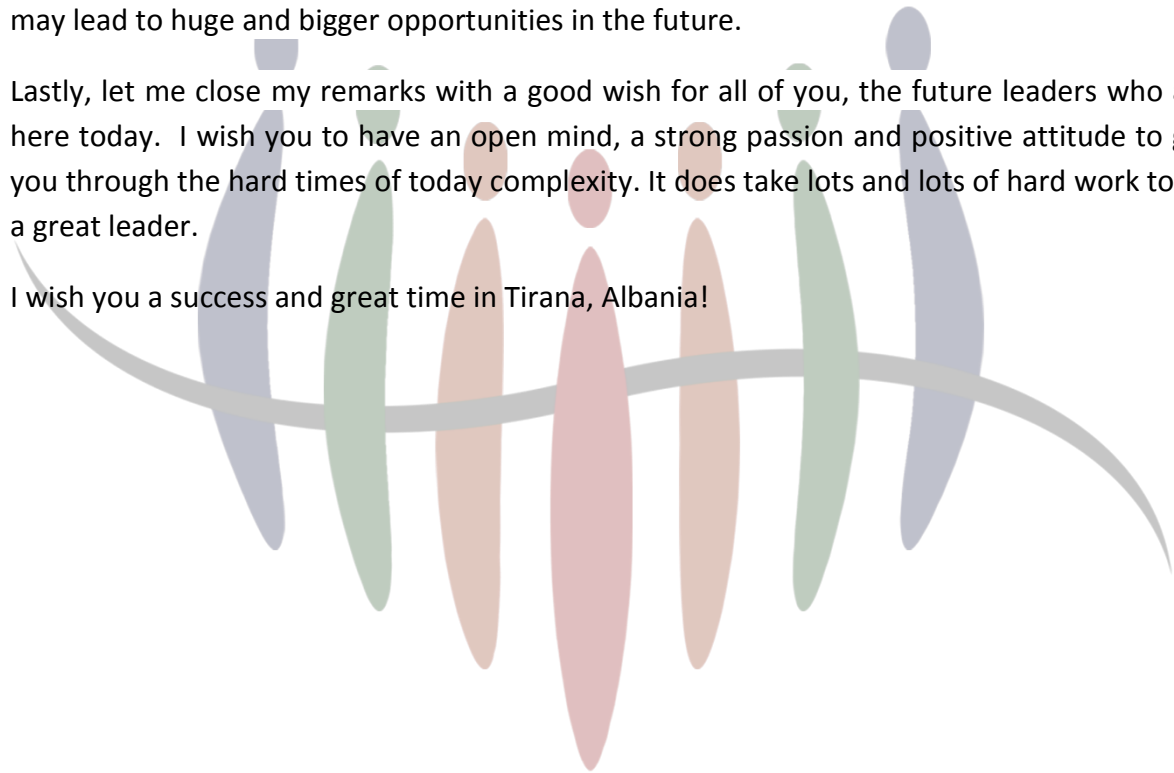 may lead to huge and bigger opportunities in the future.
Lastly, let me close my remarks with a good wish for all of you, the future leaders who
here today. I wish you to have an open mind, a strong passion and positive attitude to
you through the hard times of today complexity. It does take lots and lots of hard work to
a great leader.
I wish you a success and great time in Tirana, Albania!